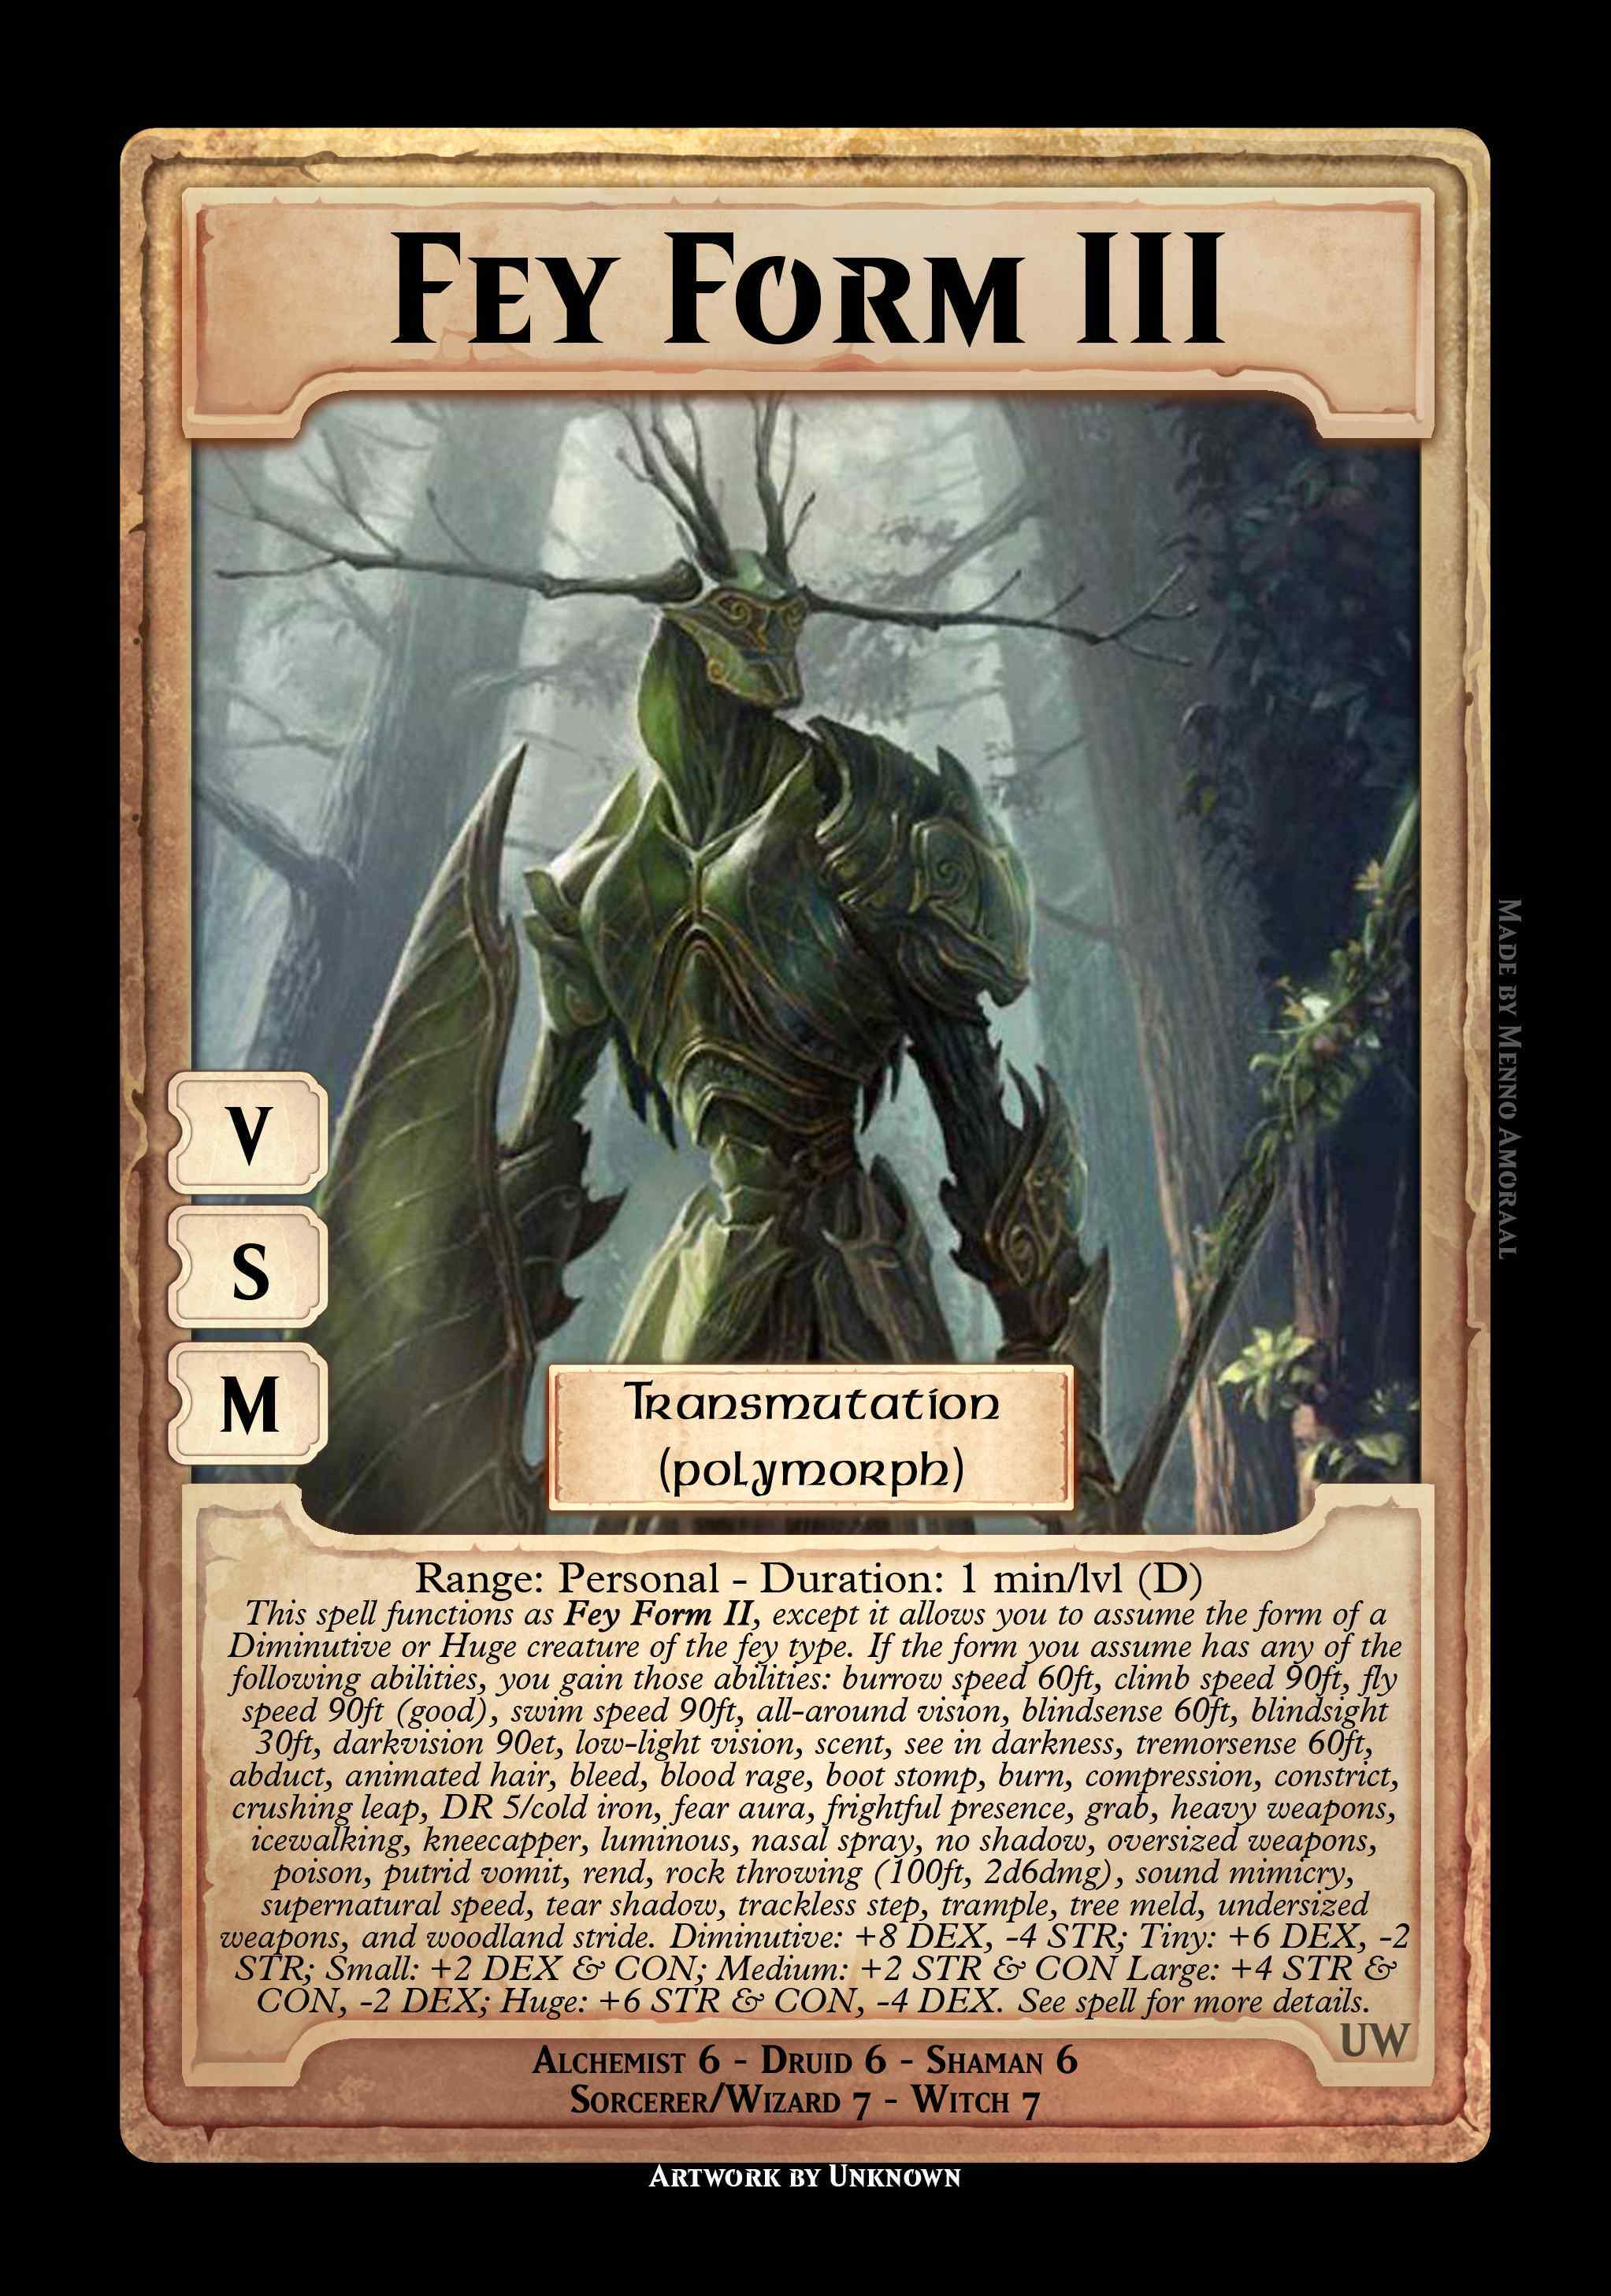 Fey Form III
V
S
M
Transmutation
(polymorph)
Range: Personal - Duration: 1 min/lvl (D)
This spell functions as Fey Form II, except it allows you to assume the form of a
Diminutive or Huge creature of the fey type. If the form you assume has any of the
following abilities, you gain those abilities: burrow speed 60ft, climb speed 90ft, fly
speed 90ft (good), swim speed 90ft, all-around vision, blindsense 60ft, blindsight
30ft, darkvision 90et, low-light vision, scent, see in darkness, tremorsense 60ft,
abduct, animated hair, bleed, blood rage, boot stomp, burn, compression, constrict,
crushing leap, DR 5/cold iron, fear aura, frightful presence, grab, heavy weapons,
icewalking, kneecapper, luminous, nasal spray, no shadow, oversized weapons,
poison, putrid vomit, rend, rock throwing (100ft, 2d6dmg), sound mimicry,
supernatural speed, tear shadow, trackless step, trample, tree meld, undersized
weapons, and woodland stride. Diminutive: +8 DEX, -4 STR; Tiny: +6 DEX, -2
STR; Small: +2 DEX & CON; Medium: +2 STR & CON Large: +4 STR &
CON, -2 DEX; Huge: +6 STR & CON, -4 DEX. See spell for more details.
UW
Alchemist 6 - Druid 6 - Shaman 6
Sorcerer/Wizard 7 - Witch 7
Artwork by Unknown
Made by Menno Amoraal